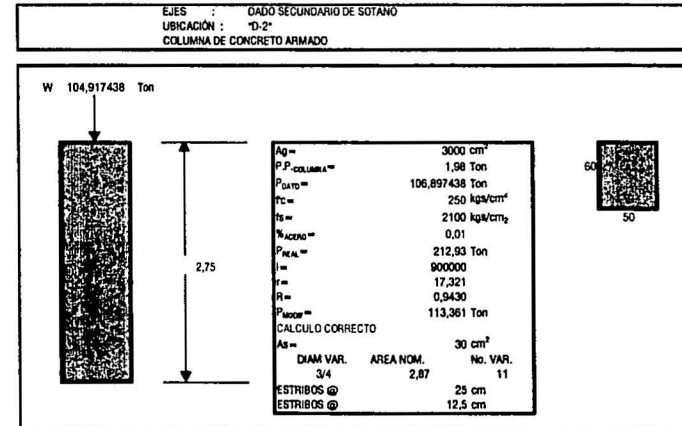 EJES : DADO SECUNDARIO DE SOTANO
UBICACIÓN : "D-2"
COLUMNA DE CONCRETO ARMADO
W 104,917438 Ton
Ag= 3000 cm²
P.P.COLUMNA= 1,98 Ton
PDATO= 106,897438 Ton
f'c= 250 kgs/cm²
fs= 2100 kgs/cm2
%ACERO= 0,01
PREAL= 212,93 Ton
I= 900000
r= 17,321
R= 0,9430
PMODIF= 113,361 Ton
CALCULO CORRECTO
As= 30 cm²
DIAM VAR. AREA NOM. No. VAR.
3/4 2,87 11
ESTRIBOS @ 25 cm
ESTRIBOS @ 12,5 cm
2,75
60
50